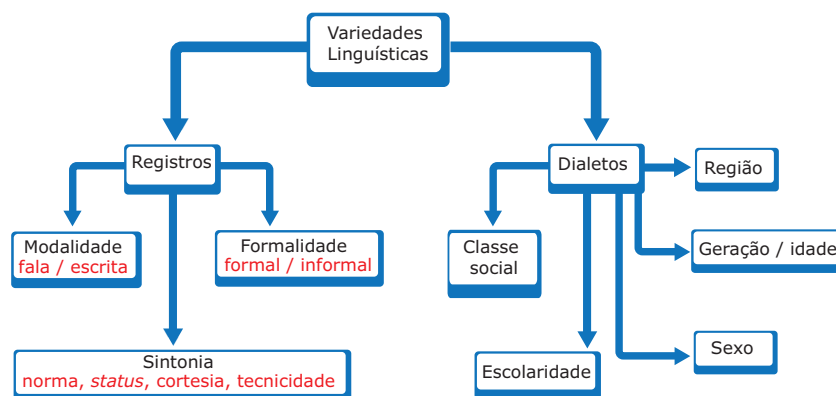 Variedades
Linguísticas
Registros
Dialetos
Região
Modalidade
fala / escrita
Formalidade
formal / informal
Classe
social
Geração / idade
Sintonia
norma, status, cortesia, tecnicidade
Escolaridade
Sexo